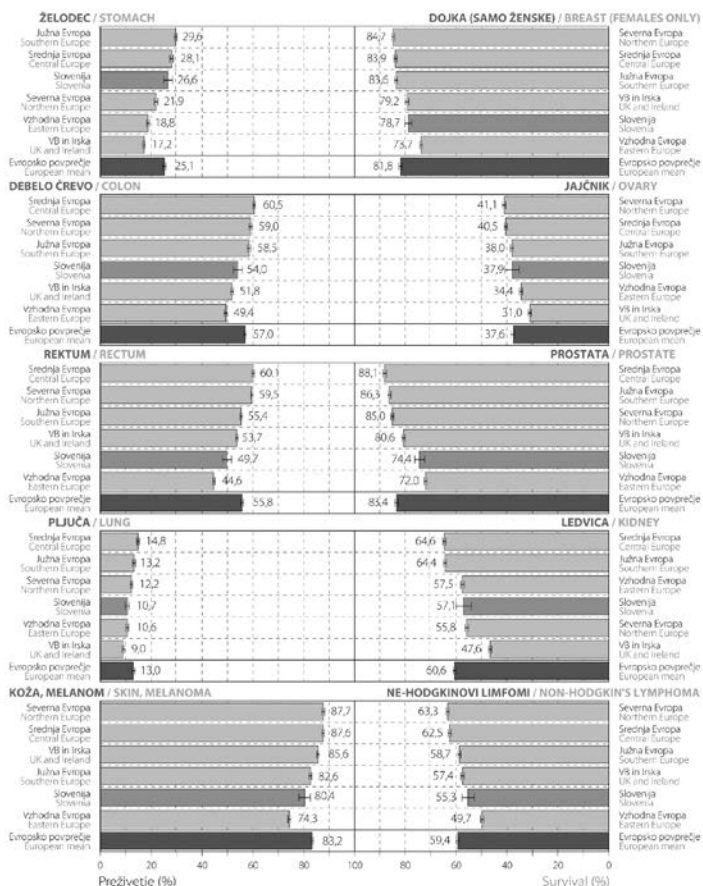 ŽELODEC / STOMACH
Južna Evropa
Southern Europe
29,6
Srednja Evropa
Central Europe
28,1
Slovenija
Slovenia
26,6
Severna Evropa
Northern Europe
21,9
Vzhodna Evropa
Eastern Europe
18,8
VB in Irska
UK and Ireland
17,2
Evropsko povprečje
European mean
25,1
DOJKA (SAMO ŽENSKE) / BREAST (FEMALES ONLY)
84,7
Severna Evropa
Northern Europe
83,9
Srednja Evropa
Central Europe
83,6
Južna Evropa
Southern Europe
79,2
VB in Irska
UK and Ireland
78,7
Slovenija
Slovenia
73,7
Vzhodna Evropa
Eastern Europe
81,8
Evropsko povprečje
European mean
DEBELO ČREVO / COLON
Srednja Evropa
Central Europe
60,5
Severna Evropa
Northern Europe
59,0
Južna Evropa
Southern Europe
58,5
Slovenija
Slovenia
54,0
VB in Irska
UK and Ireland
51,8
Vzhodna Evropa
Eastern Europe
49,4
Evropsko povprečje
European mean
57,0
JAJČNIK / OVARY
41,1
Severna Evropa
Northern Europe
40,5
Srednja Evropa
Central Europe
38,0
Južna Evropa
Southern Europe
37,9
Slovenija
Slovenia
34,4
Vzhodna Evropa
Eastern Europe
31,0
VB in Irska
UK and Ireland
37,6
Evropsko povprečje
European mean
REKTUM / RECTUM
Srednja Evropa
Central Europe
60,1
Severna Evropa
Northern Europe
59,5
Južna Evropa
Southern Europe
55,4
VB in Irska
UK and Ireland
53,7
Slovenija
Slovenia
49,7
Vzhodna Evropa
Eastern Europe
44,6
Evropsko povprečje
European mean
55,8
PROSTATA / PROSTATE
88,1
Srednja Evropa
Central Europe
86,3
Južna Evropa
Southern Europe
85,0
Severna Evropa
Northern Europe
80,6
VB in Irska
UK and Ireland
74,4
Slovenija
Slovenia
72,0
Vzhodna Evropa
Eastern Europe
83,4
Evropsko povprečje
European mean
PLJUČA / LUNG
Srednja Evropa
Central Europe
14,8
Južna Evropa
Southern Europe
13,2
Severna Evropa
Northern Europe
12,2
Slovenija
Slovenia
10,7
Vzhodna Evropa
Eastern Europe
10,6
VB in Irska
UK and Ireland
9,0
Evropsko povprečje
European mean
13,0
LEDVICA / KIDNEY
64,6
Srednja Evropa
Central Europe
64,4
Južna Evropa
Southern Europe
57,5
Vzhodna Evropa
Eastern Europe
57,1
Slovenija
Slovenia
55,8
Severna Evropa
Northern Europe
47,6
VB in Irska
UK and Ireland
60,6
Evropsko povprečje
European mean
KOŽA, MELANOM / SKIN, MELANOMA
Severna Evropa
Northern Europe
87,7
Srednja Evropa
Central Europe
87,6
VB in Irska
UK and Ireland
85,6
Južna Evropa
Southern Europe
82,6
Slovenija
Slovenia
80,4
Vzhodna Evropa
Eastern Europe
74,3
Evropsko povprečje
European mean
83,2
NE-HODGKINOVI LIMFOMI / NON-HODGKIN'S LYMPHOMA
63,3
Severna Evropa
Northern Europe
62,5
Srednja Evropa
Central Europe
58,7
Južna Evropa
Southern Europe
57,4
VB in Irska
UK and Ireland
55,3
Slovenija
Slovenia
49,7
Vzhodna Evropa
Eastern Europe
59,4
Evropsko povprečje
European mean
0 20 40 60 80 100 80 60 40 20 0
Preživetje (%)
Survival (%)